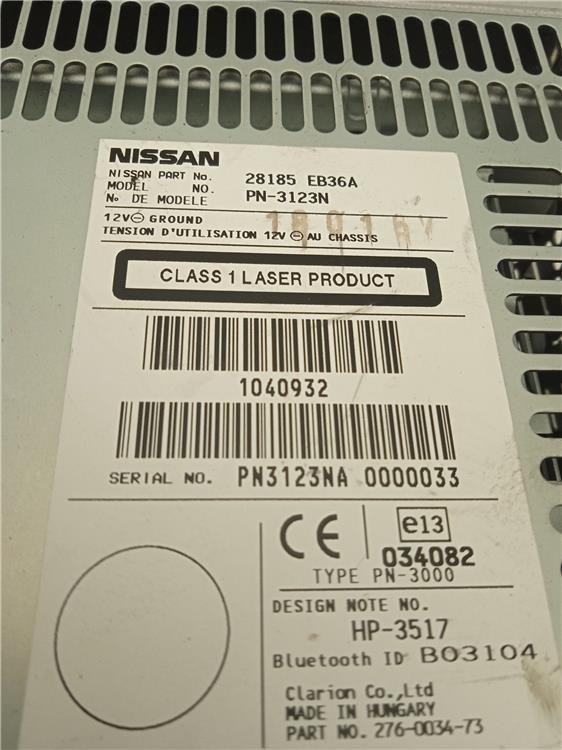 NISSAN
NISSAN PART No. 28185 EB36A
MODEL NO. PN-3123N
N° DE MODELE
12V⊖ GROUND
TENSION D'UTILISATION 12V ⊖ AU CHASSIS
CLASS 1 LASER PRODUCT
1040932
SERIAL NO. PN3123NA 0000033
CE e13
034082
TYPE PN-3000
DESIGN NOTE NO.
HP-3517
Bluetooth ID B03104
Clarion Co.,Ltd
MADE IN HUNGARY
PART NO. 276-0034-73